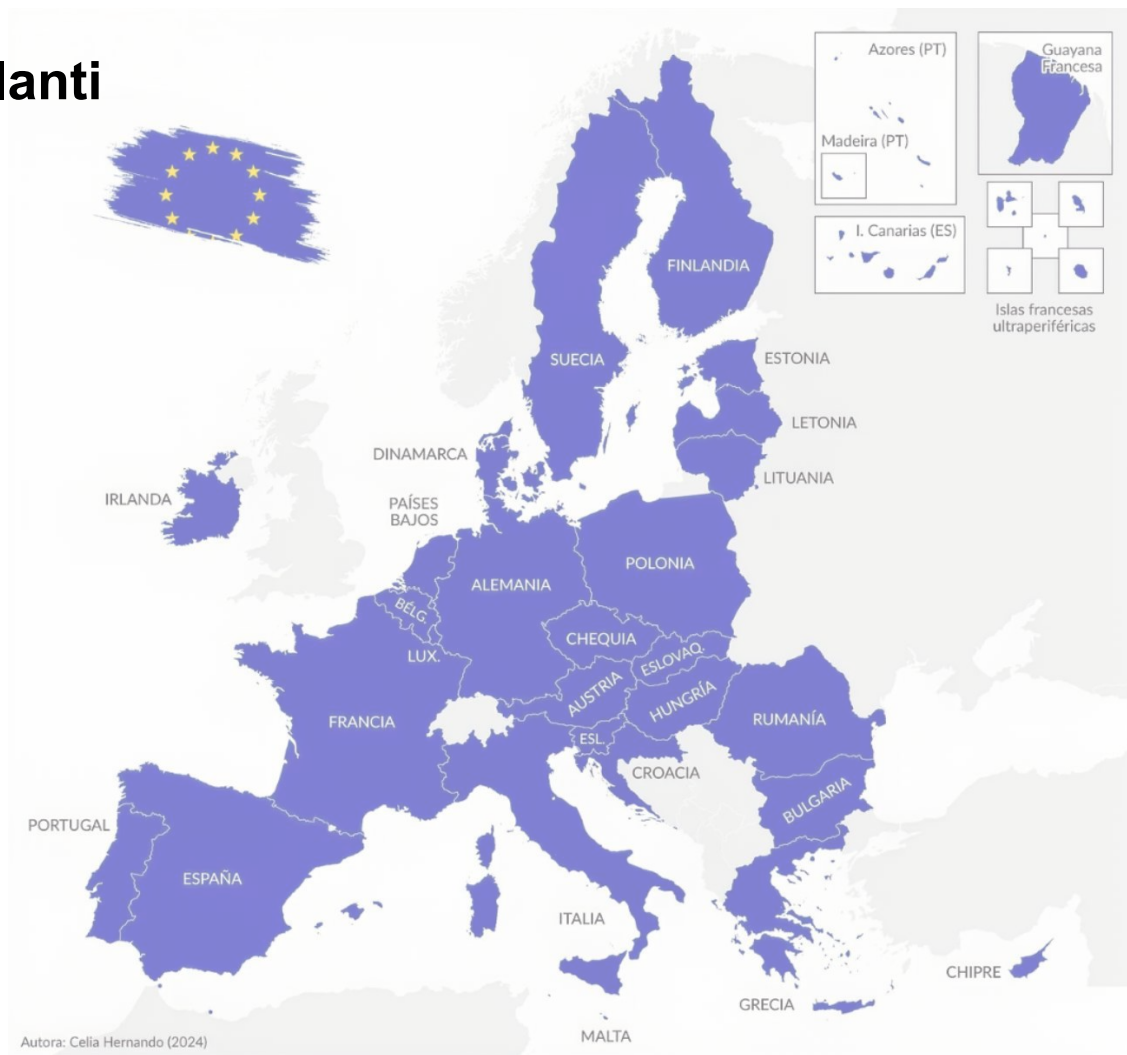 lanti
Azores (PT)
Guayana
Francesa
Madeira (PT)
I. Canarias (ES)
Islas francesas
ultraperiféricas
FINLANDIA
SUECIA
ESTONIA
LETONIA
DINAMARCA
LITUANIA
IRLANDA
PAÍSES
BAJOS
POLONIA
ALEMANIA
BÉLG.
CHEQUIA
LUX.
ESLOVAQ.
AUSTRIA
HUNGRÍA
FRANCIA
RUMANÍA
ESL.
CROACIA
BULGARIA
PORTUGAL
ESPAÑA
ITALIA
CHIPRE
GRECIA
MALTA
Autora: Celia Hernando (2024)